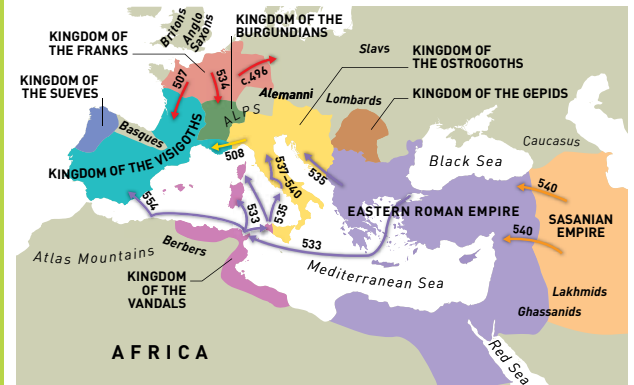 KINGDOM OF THE
BURGUNDIANS
Britons
Anglo
Saxons
KINGDOM OF
THE FRANKS
Slavs
KINGDOM OF
THE OSTROGOTHS
507
534
c.496
KINGDOM OF
THE SUEVES
Alemanni
Lombards
KINGDOM OF THE GEPIDS
ALPS
Basques
Caucasus
KINGDOM OF THE VISIGOTHS
508
Black Sea
537–540
535
540
554
533
535
EASTERN ROMAN EMPIRE
SASANIAN
EMPIRE
540
533
Berbers
Atlas Mountains
Mediterranean Sea
KINGDOM
OF THE
VANDALS
Lakhmids
Ghassanids
AFRICA
Red Sea